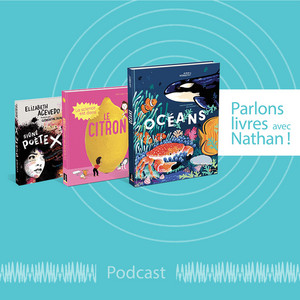 ELIZABETH
ACEVEDO
SIGNÉ
POÈTE X
LE
CITRON
OCÉANS
Parlons
livres avec
Nathan !
Podcast